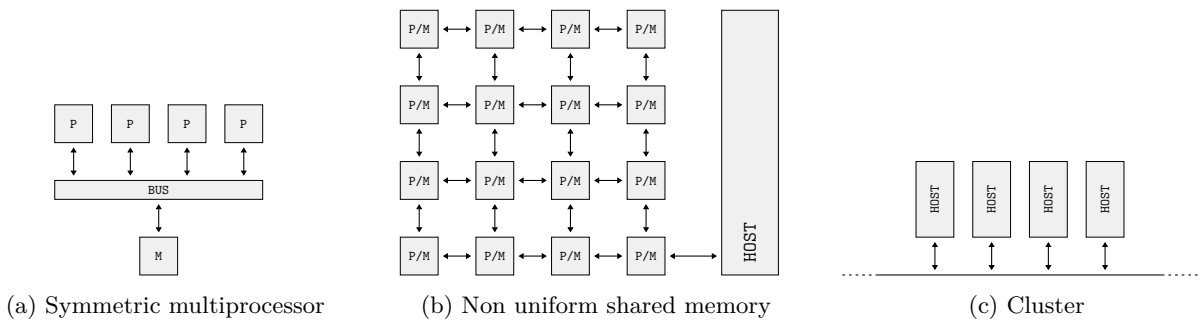 P P P P
BUS
M
(a) Symmetric multiprocessor
P/M P/M P/M P/M
P/M P/M P/M P/M
P/M P/M P/M P/M
P/M P/M P/M P/M
HOST
(b) Non uniform shared memory
HOST HOST HOST HOST
(c) Cluster